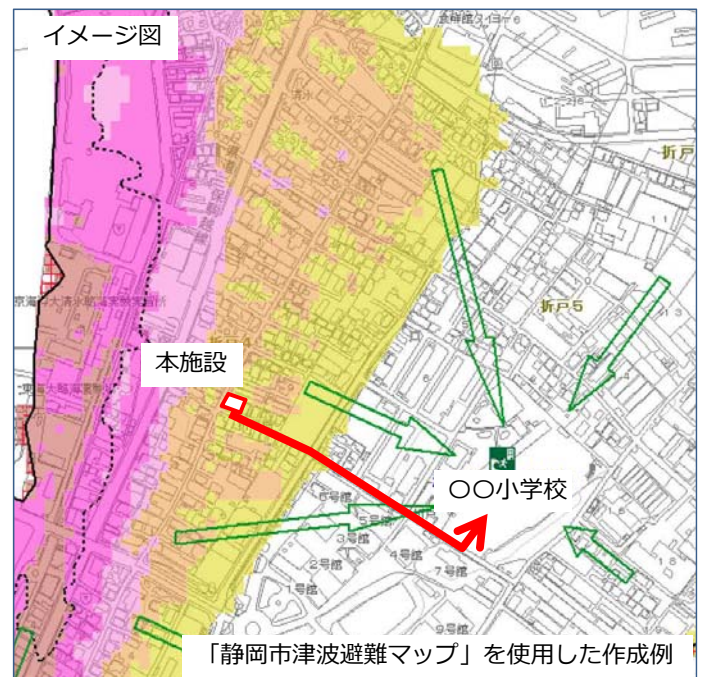 イメージ図
折戸
折戸5
本施設
〇〇小学校
6号館
5号館
3号館
4号館
2号館
7号館
1号館
9号館
「静岡市津波避難マップ」を使用した作成例